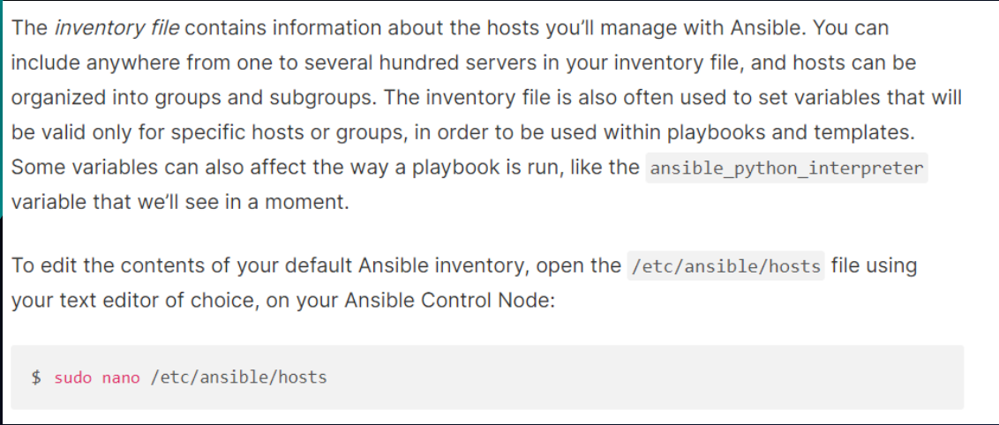 The inventory file contains information about the hosts you’ll manage with Ansible. You can
include anywhere from one to several hundred servers in your inventory file, and hosts can be
organized into groups and subgroups. The inventory file is also often used to set variables that will
be valid only for specific hosts or groups, in order to be used within playbooks and templates.
Some variables can also affect the way a playbook is run, like the ansible_python_interpreter
variable that we’ll see in a moment.
To edit the contents of your default Ansible inventory, open the /etc/ansible/hosts file using
your text editor of choice, on your Ansible Control Node:
$ sudo nano /etc/ansible/hosts